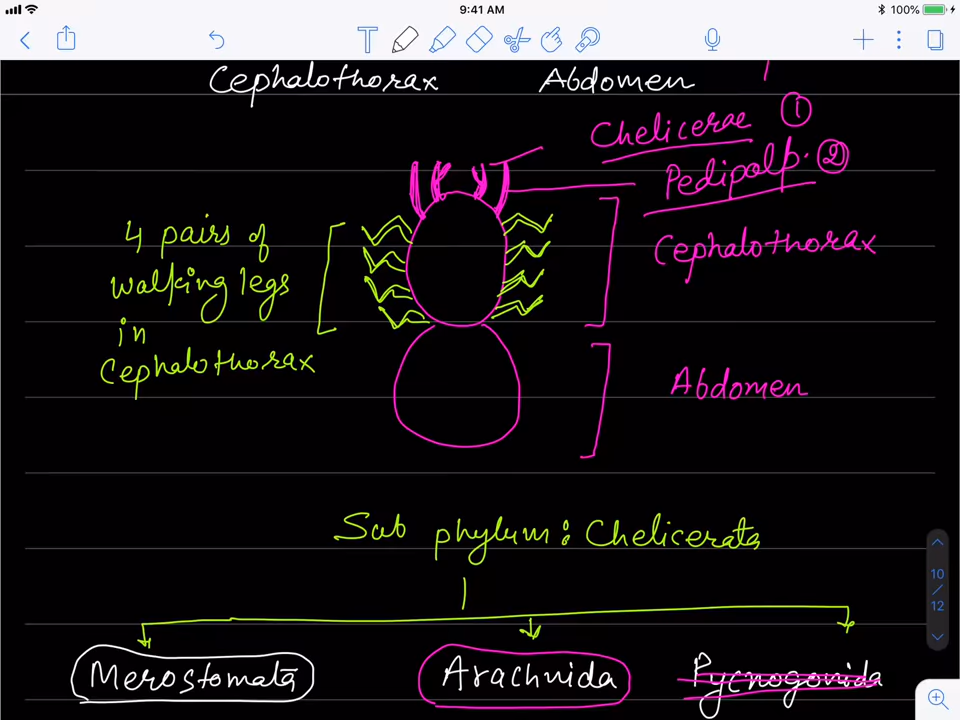 9:41 AM
100%
Cephalothorax Abdomen
Chelicerae ①
Pedipalp. ②
4 pairs of
walking legs
in
Cephalothorax
Cephalothorax
Abdomen
Sub phylum: Chelicerata
Merostomata Arachnida Pycnogonida
10
/
12